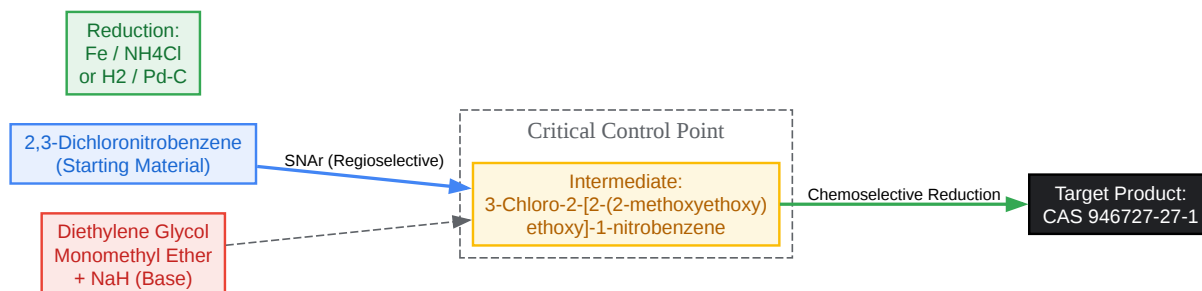 Reduction:
Fe / NH4Cl
or H2 / Pd-C
2,3-Dichloronitrobenzene
(Starting Material)
SNAr (Regioselective)
Diethylene Glycol
Monomethyl Ether
+ NaH (Base)
Critical Control Point
Intermediate:
3-Chloro-2-[2-(2-methoxyethoxy)
ethoxy]-1-nitrobenzene
Chemoselective Reduction
Target Product:
CAS 946727-27-1